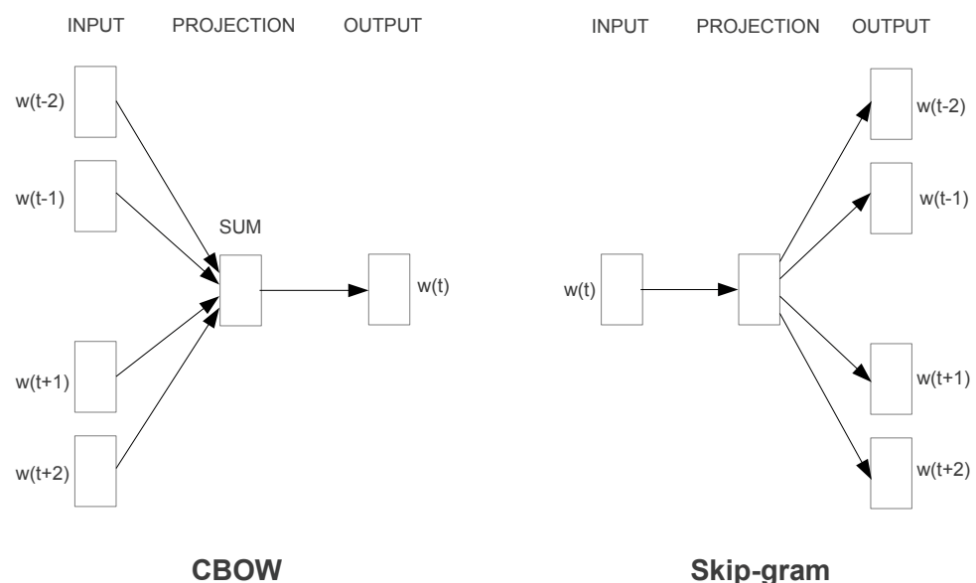 INPUT PROJECTION OUTPUT
w(t-2)
w(t-1)
SUM
w(t)
w(t+1)
w(t+2)
CBOW
INPUT PROJECTION OUTPUT
w(t-2)
w(t-1)
w(t)
w(t+1)
w(t+2)
Skip-gram